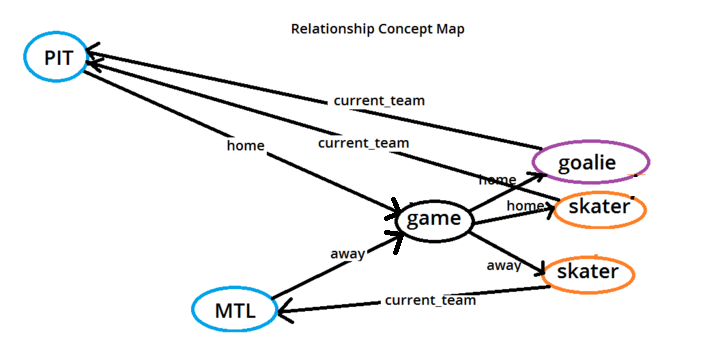 Relationship Concept Map
PIT
current_team
current_team
home
goalie
home
home
skater
game
away
away
skater
current_team
MTL